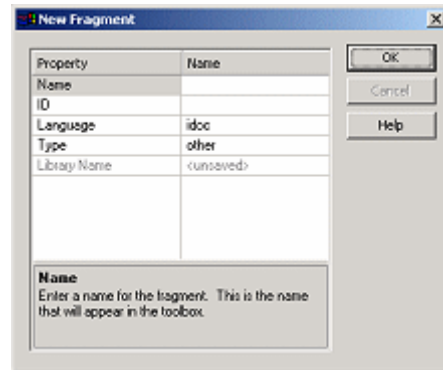 New Fragment
Property Name
Name
ID
Language idoc
Type other
Library Name <unsaved>
OK
Cancel
Help
Name
Enter a name for the fragment. This is the name
that will appear in the toolbox.